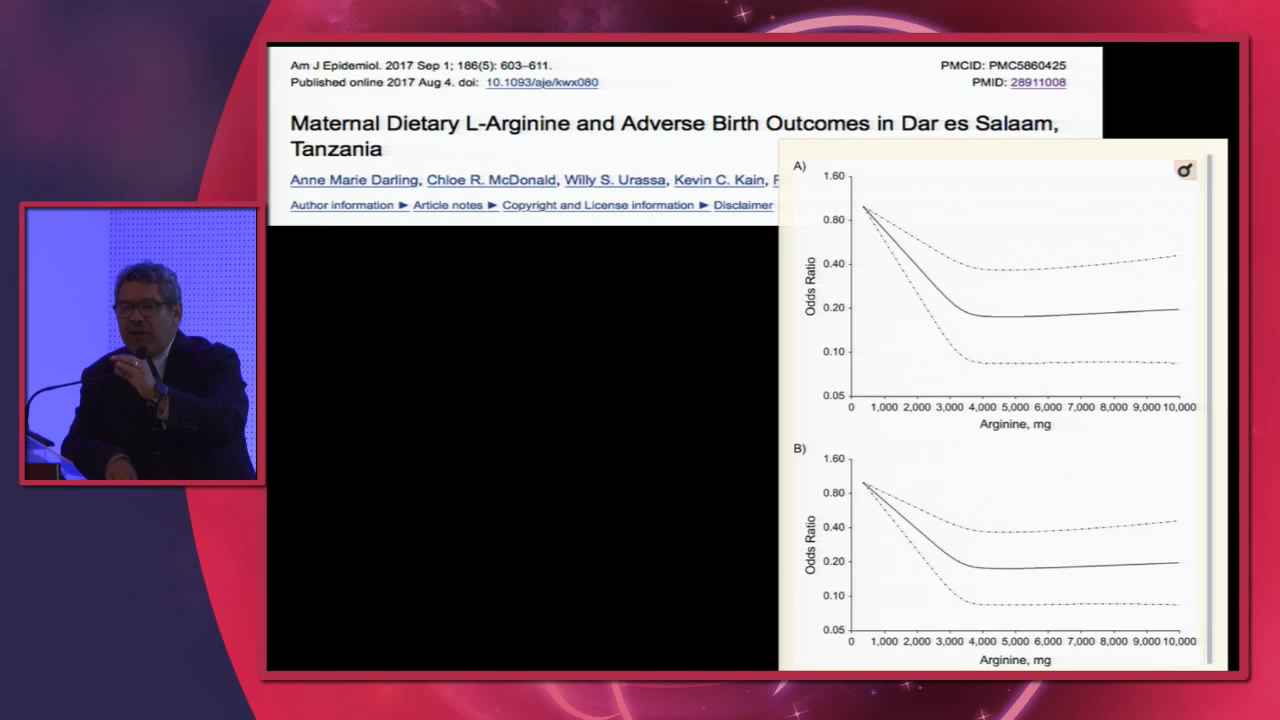 Am J Epidemiol. 2017 Sep 1; 186(5): 603–611.
PMCID: PMC5860425
Published online 2017 Aug 4. doi: 10.1093/aje/kwx080
PMID: 28911008
Maternal Dietary L-Arginine and Adverse Birth Outcomes in Dar es Salaam,
Tanzania
Anne Marie Darling, Chloe R. McDonald, Willy S. Urassa, Kevin C. Kain,
Author information ► Article notes ► Copyright and License information ► Disclaimer
A)
1.60
0.80
0.40
0.20
0.10
0.05
Odds Ratio
0 1,000 2,000 3,000 4,000 5,000 6,000 7,000 8,000 9,000 10,000
Arginine, mg
B)
1.60
0.80
0.40
0.20
0.10
0.05
Odds Ratio
0 1,000 2,000 3,000 4,000 5,000 6,000 7,000 8,000 9,000 10,000
Arginine, mg